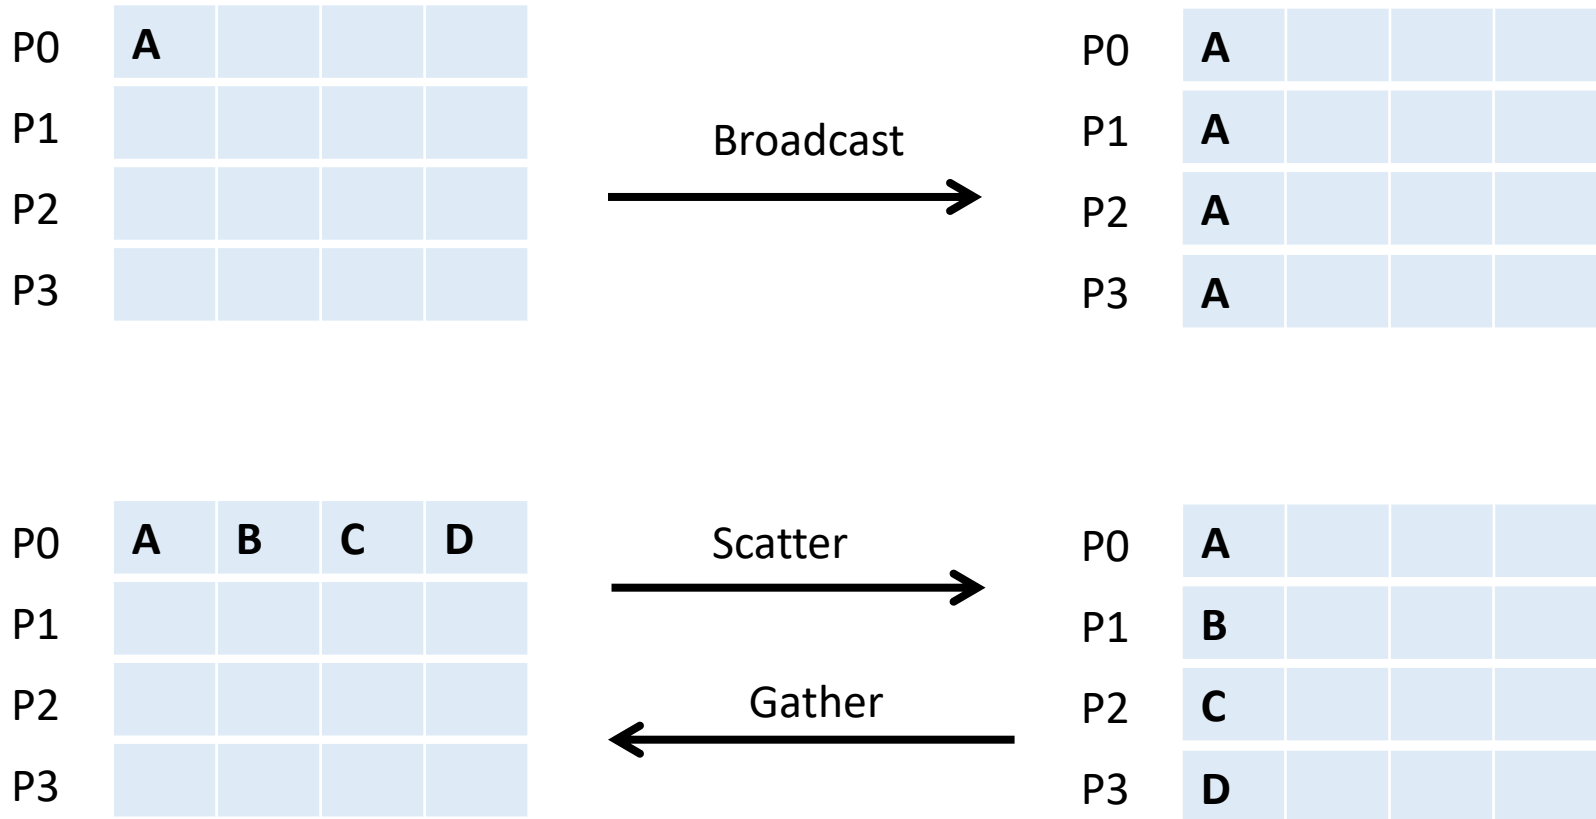 P0 A P0 A
P1 Broadcast P1 A
P2 P2 A
P3 P3 A
P0 A B C D Scatter P0 A
P1 P1 B
P2 Gather P2 C
P3 P3 D